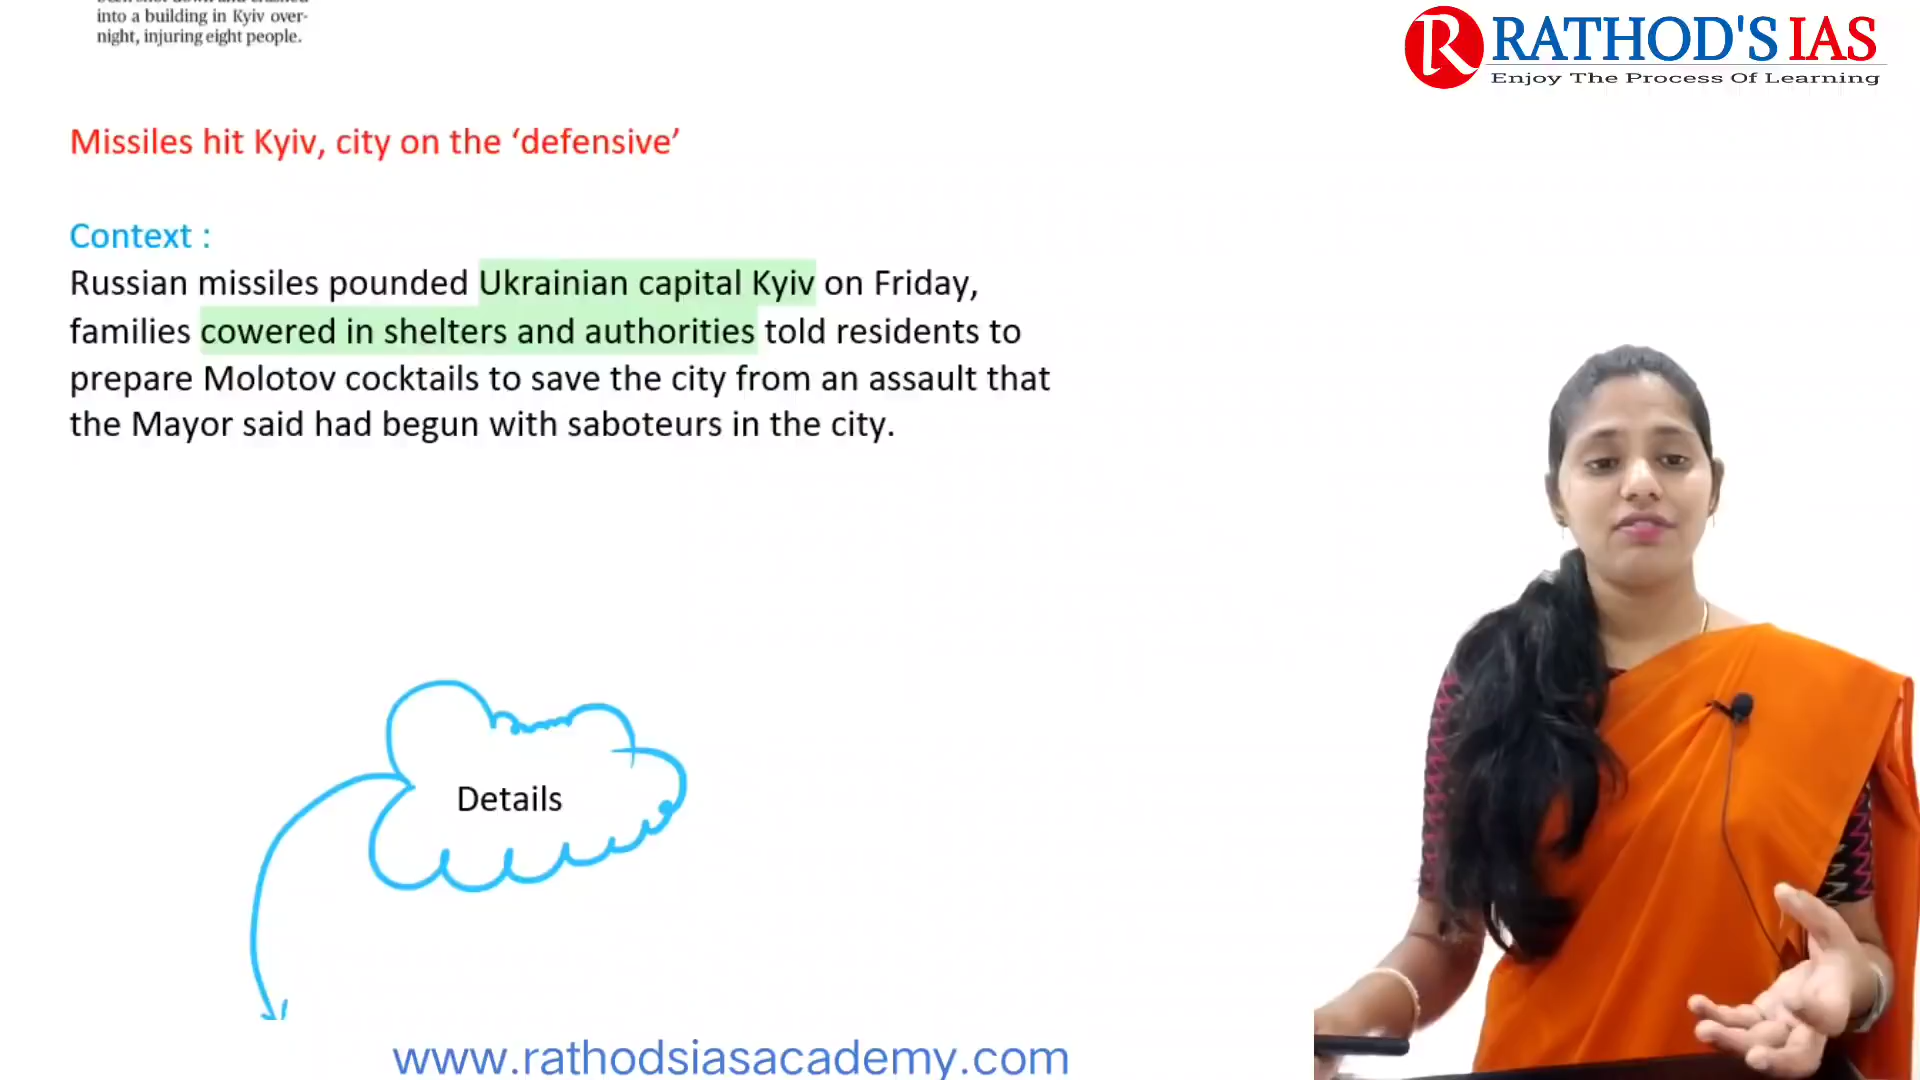 into a building in Kyiv over-
night, injuring eight people.
RATHOD'S IAS
Enjoy The Process Of Learning
Missiles hit Kyiv, city on the ‘defensive’
Context :
Russian missiles pounded Ukrainian capital Kyiv on Friday,
families cowered in shelters and authorities told residents to
prepare Molotov cocktails to save the city from an assault that
the Mayor said had begun with saboteurs in the city.
Details
www.rathodsiasacademy.com